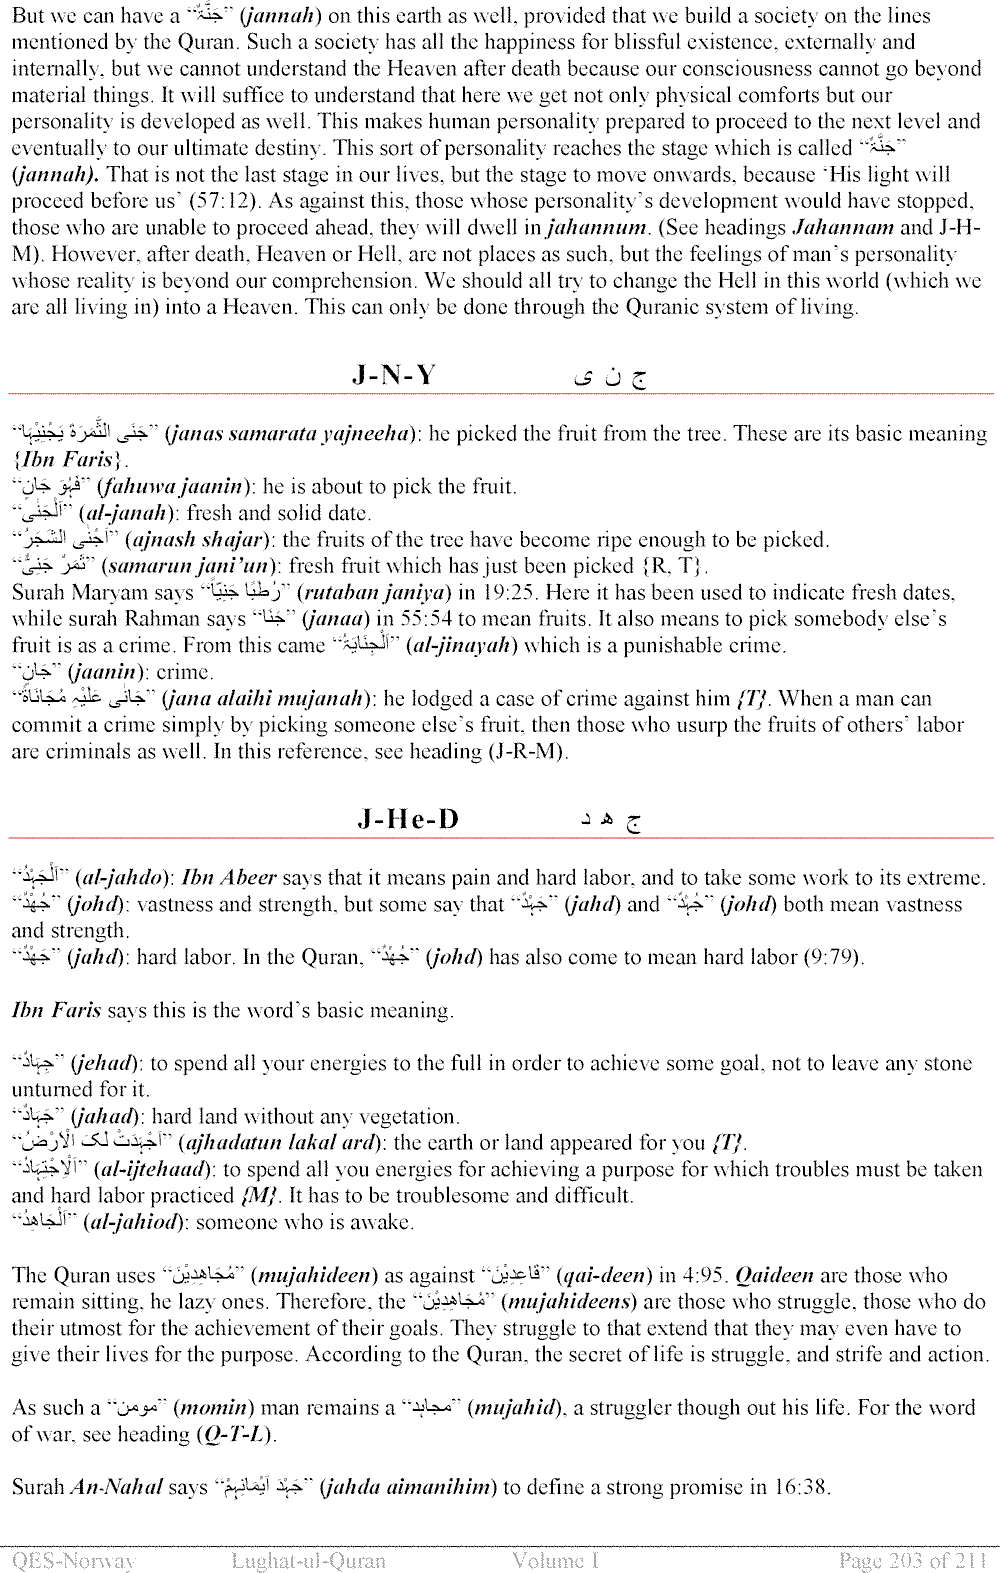 But we can have a “جَنَّۃٌ” (jannah) on this earth as well, provided that we build a society on the lines
mentioned by the Quran. Such a society has all the happiness for blissful existence, externally and
internally, but we cannot understand the Heaven after death because our consciousness cannot go beyond
material things. It will suffice to understand that here we get not only physical comforts but our
personality is developed as well. This makes human personality prepared to proceed to the next level and
eventually to our ultimate destiny. This sort of personality reaches the stage which is called “جَنَّۃٌ”
(jannah). That is not the last stage in our lives, but the stage to move onwards, because ‘His light will
proceed before us’ (57:12). As against this, those whose personality’s development would have stopped,
those who are unable to proceed ahead, they will dwell in jahannum. (See headings Jahannam and J-H-
M). However, after death, Heaven or Hell, are not places as such, but the feelings of man’s personality
whose reality is beyond our comprehension. We should all try to change the Hell in this world (which we
are all living in) into a Heaven. This can only be done through the Quranic system of living.
J-N-Y ج ن ی
“جَنَی الثَّمَرَۃَ یَجْنِیْہَا” (janas samarata yajneeha): he picked the fruit from the tree. These are its basic meaning
{Ibn Faris}.
“فَہُوَ جَانٍ” (fahuwa jaanin): he is about to pick the fruit.
“اَلْجَنٰی” (al-janah): fresh and solid date.
“اَجْنٰی الشَّجَرُ” (ajnash shajar): the fruits of the tree have become ripe enough to be picked.
“ثَمَرٌ جَنِیٌّ” (samarun jani’un): fresh fruit which has just been picked {R, T}.
Surah Maryam says “رُطَبًا جَنِیّاً” (rutaban janiya) in 19:25. Here it has been used to indicate fresh dates,
while surah Rahman says “جَنَا” (janaa) in 55:54 to mean fruits. It also means to pick somebody else’s
fruit is as a crime. From this came “اَلْجِنَایَۃُ” (al-jinayah) which is a punishable crime.
“جَانٍ” (jaanin): crime.
“جَانٰی عَلَیْہِ مُجَانَاۃً” (jana alaihi mujanah): he lodged a case of crime against him {T}. When a man can
commit a crime simply by picking someone else’s fruit, then those who usurp the fruits of others’ labor
are criminals as well. In this reference, see heading (J-R-M).
J-He-D ج ھ د
“اَلْجَہْدُ” (al-jahdo): Ibn Abeer says that it means pain and hard labor, and to take some work to its extreme.
“جُہْدٌ” (johd): vastness and strength, but some say that “جَہْدٌ” (jahd) and “جُہْدٌ” (johd) both mean vastness
and strength.
“جَہْدٌ” (jahd): hard labor. In the Quran, “جُہْدٌ” (johd) has also come to mean hard labor (9:79).
Ibn Faris says this is the word’s basic meaning.
“جِہَادٌ” (jehad): to spend all your energies to the full in order to achieve some goal, not to leave any stone
unturned for it.
“جَہَادٌ” (jahad): hard land without any vegetation.
“اَجْہَدَتْ لَکَ الْاَرْضُ” (ajhadatun lakal ard): the earth or land appeared for you {T}.
“اَلْاِجْتِہَادُ” (al-ijtehaad): to spend all you energies for achieving a purpose for which troubles must be taken
and hard labor practiced {M}. It has to be troublesome and difficult.
“اَلْجَاھِدُ” (al-jahiod): someone who is awake.
The Quran uses “مُجَاھِدِیْنَ” (mujahideen) as against “قَاعِدِیْنَ” (qai-deen) in 4:95. Qaideen are those who
remain sitting, he lazy ones. Therefore, the “مُجَاھِدِیْنَ” (mujahideens) are those who struggle, those who do
their utmost for the achievement of their goals. They struggle to that extend that they may even have to
give their lives for the purpose. According to the Quran, the secret of life is struggle, and strife and action.
As such a “مومن” (momin) man remains a “مجاہد” (mujahid), a struggler though out his life. For the word
of war, see heading (Q-T-L).
Surah An-Nahal says “جَہْدَ اَیْمَانِہِمْ” (jahda aimanihim) to define a strong promise in 16:38.
QES-Norway Lughat-ul-Quran Volume I Page 203 of 211